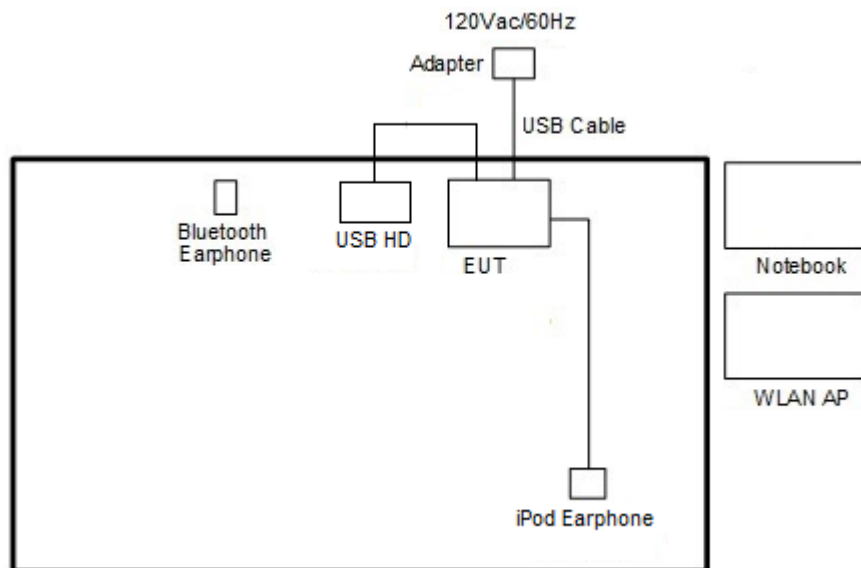 120Vac/60Hz
Adapter
USB Cable
Bluetooth
Earphone
USB HD
EUT
Notebook
WLAN AP
iPod Earphone